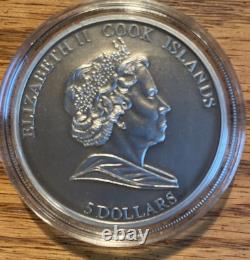 ELIZABETH II COOK ISLANDS
5 DOLLARS
ebay